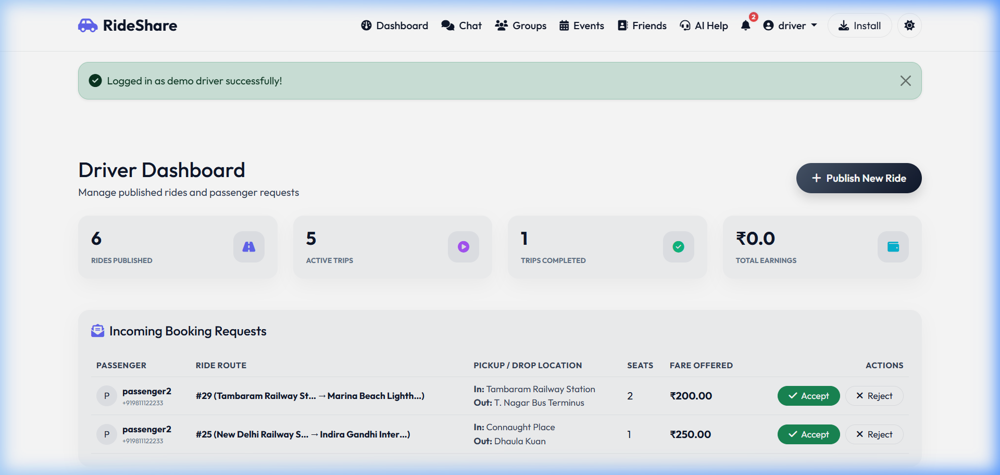 RideShare
Dashboard Chat Groups Events Friends AI Help 2 driver Install
Logged in as demo driver successfully!
Driver Dashboard
Manage published rides and passenger requests
+ Publish New Ride
6
RIDES PUBLISHED
5
ACTIVE TRIPS
1
TRIPS COMPLETED
₹0.0
TOTAL EARNINGS
Incoming Booking Requests
PASSENGER RIDE ROUTE PICKUP / DROP LOCATION SEATS FARE OFFERED ACTIONS
P passenger2 +919811122233
#29 (Tambaram Railway St... → Marina Beach Lighth...)
In: Tambaram Railway Station
Out: T. Nagar Bus Terminus
2 ₹200.00 Accept Reject
P passenger2 +919811122233
#25 (New Delhi Railway S... → Indira Gandhi Inter...)
In: Connaught Place
Out: Dhaula Kuan
1 ₹250.00 Accept Reject